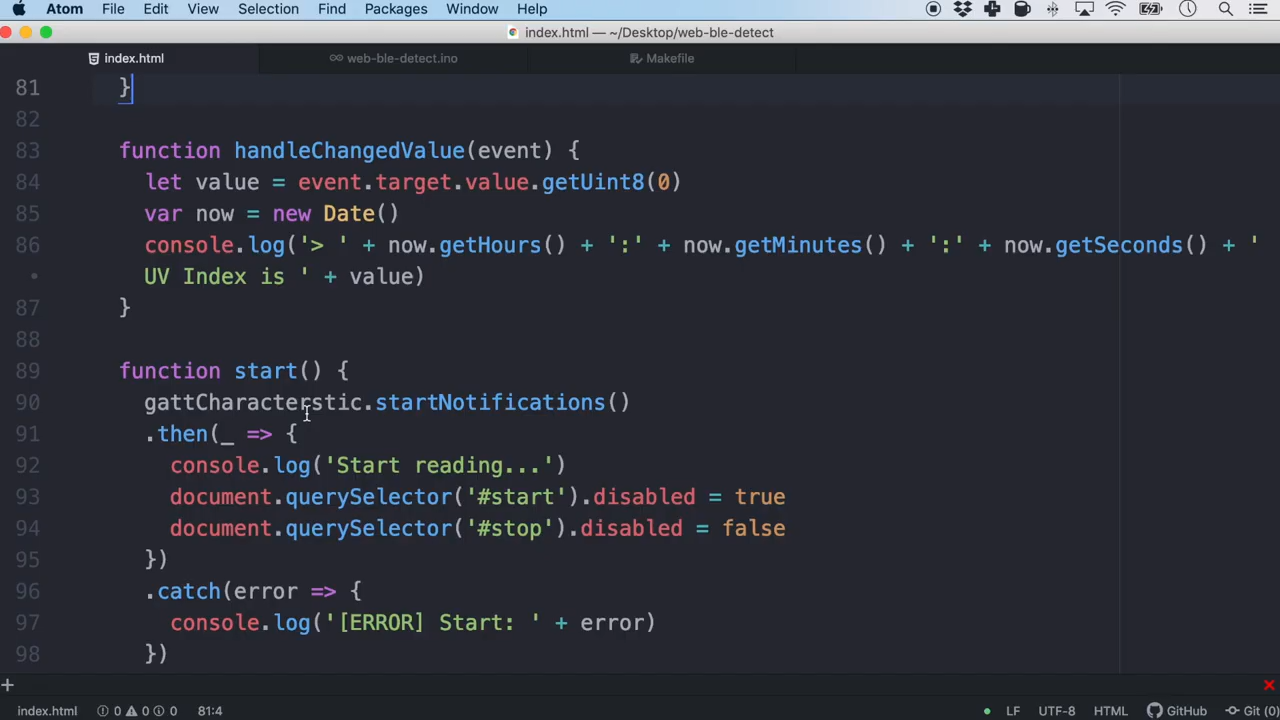 Atom File Edit View Selection Find Packages Window Help
index.html — ~/Desktop/web-ble-detect
index.html web-ble-detect.ino Makefile
81 }
82
83 function handleChangedValue(event) {
84 let value = event.target.value.getUint8(0)
85 var now = new Date()
86 console.log('> ' + now.getHours() + ':' + now.getMinutes() + ':' + now.getSeconds() + '
• UV Index is ' + value)
87 }
88
89 function start() {
90 gattCharacterstic.startNotifications()
91 .then(_ => {
92 console.log('Start reading...')
93 document.querySelector('#start').disabled = true
94 document.querySelector('#stop').disabled = false
95 })
96 .catch(error => {
97 console.log('[ERROR] Start: ' + error)
98 })
index.html 0 0 0 81:4 LF UTF-8 HTML GitHub Git (0)